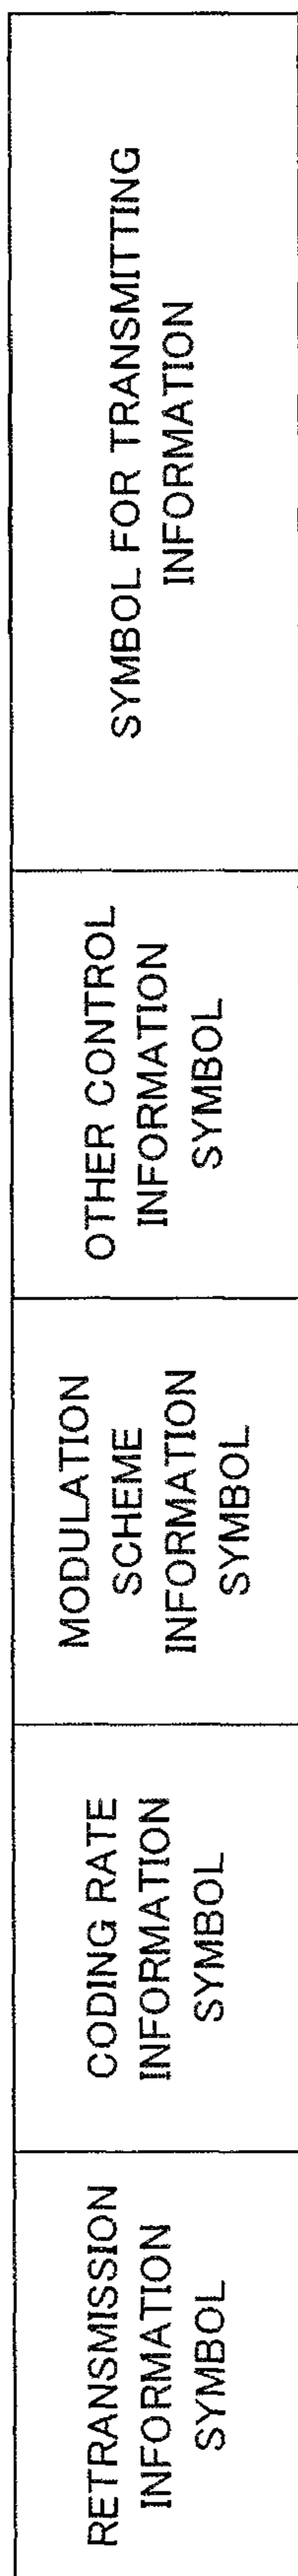 RETRANSMISSION
INFORMATION
SYMBOL
CODING RATE
INFORMATION
SYMBOL
MODULATION
SCHEME
INFORMATION
SYMBOL
OTHER CONTROL
INFORMATION
SYMBOL
SYMBOL FOR TRANSMITTING
INFORMATION